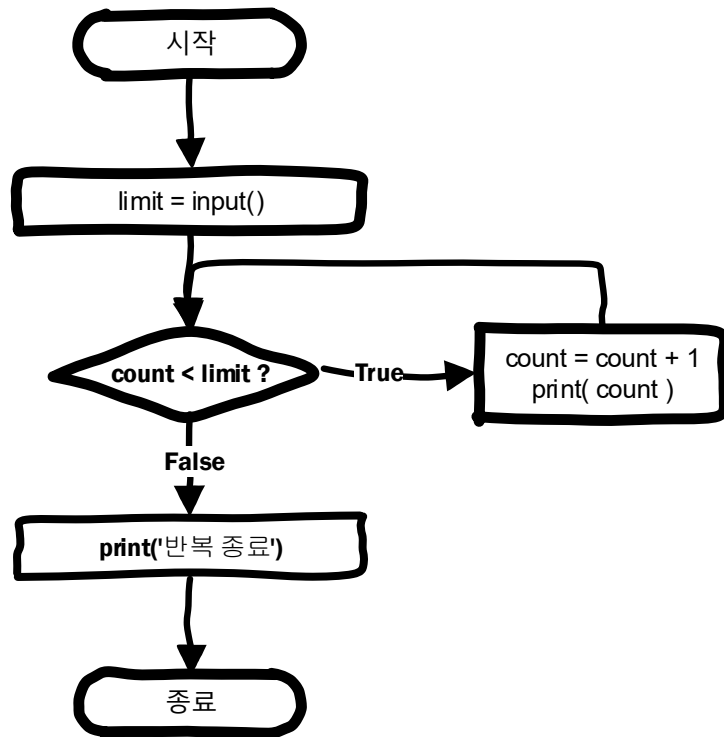 시작
limit = input()
count < limit ?
True
count = count + 1
print( count )
False
print('반복 종료')
종료